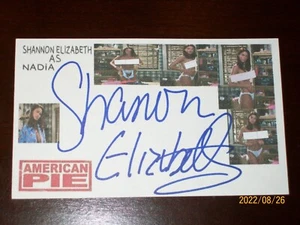 SHANNON ELIZABETH
AS
NADIA
Shannon
Elizabeth
AMERICAN
PIE
2022/08/26